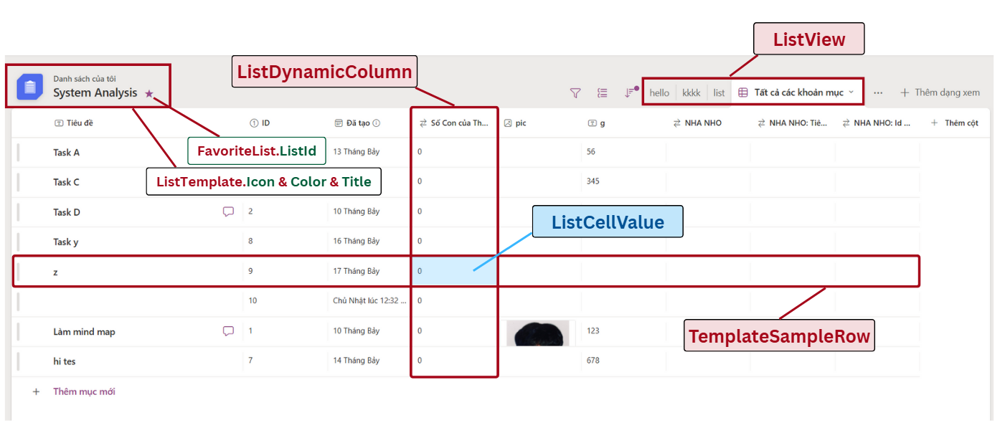 ListView
ListDynamicColumn
Danh sách của tôi
System Analysis
hello kkkk list Tất cả các khoản mục ... + Thêm dạng xem
Tiêu đề ID Đã tạo Số Con của Th... pic g NHA NHO NHA NHO: Tiê... NHA NHO: Id ... + Thêm cột
Task A 13 Tháng Bảy 0 56
FavoriteList.ListId
Task C 0 345
ListTemplate.Icon & Color & Title
Task D 2 10 Tháng Bảy 0
ListCellValue
Task y 8 16 Tháng Bảy 0
z 9 17 Tháng Bảy 0
10 Chủ Nhật lúc 12:32 ... 0
Làm mind map 1 10 Tháng Bảy 0 123
TemplateSampleRow
hi tes 7 14 Tháng Bảy 0 678
+ Thêm mục mới